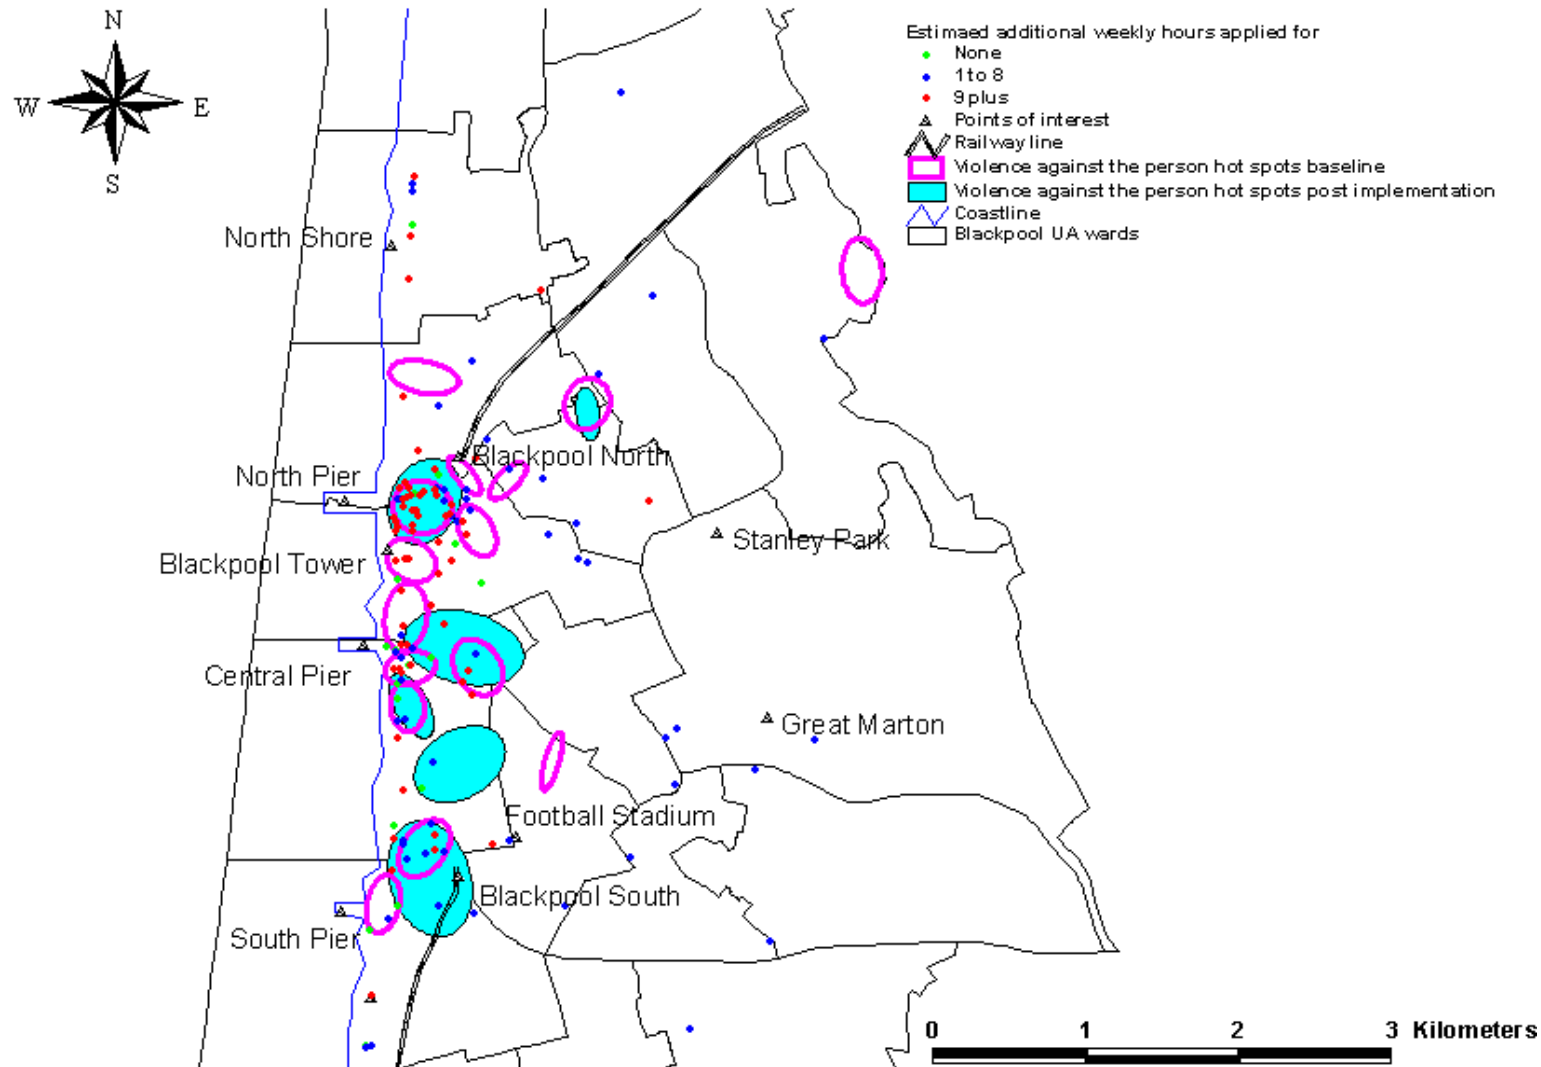 N
W E
S
Estimaed additional weekly hours applied for
None
1 to 8
9 plus
Points of interest
Railway line
Violence against the person hot spots baseline
Violence against the person hot spots post implementation
Coastline
Blackpool UA wards
North Shore
Blackpool North
North Pier
Stanley Park
Blackpool Tower
Central Pier
Great Marton
Football Stadium
Blackpool South
South Pier
0 1 2 3 Kilometers